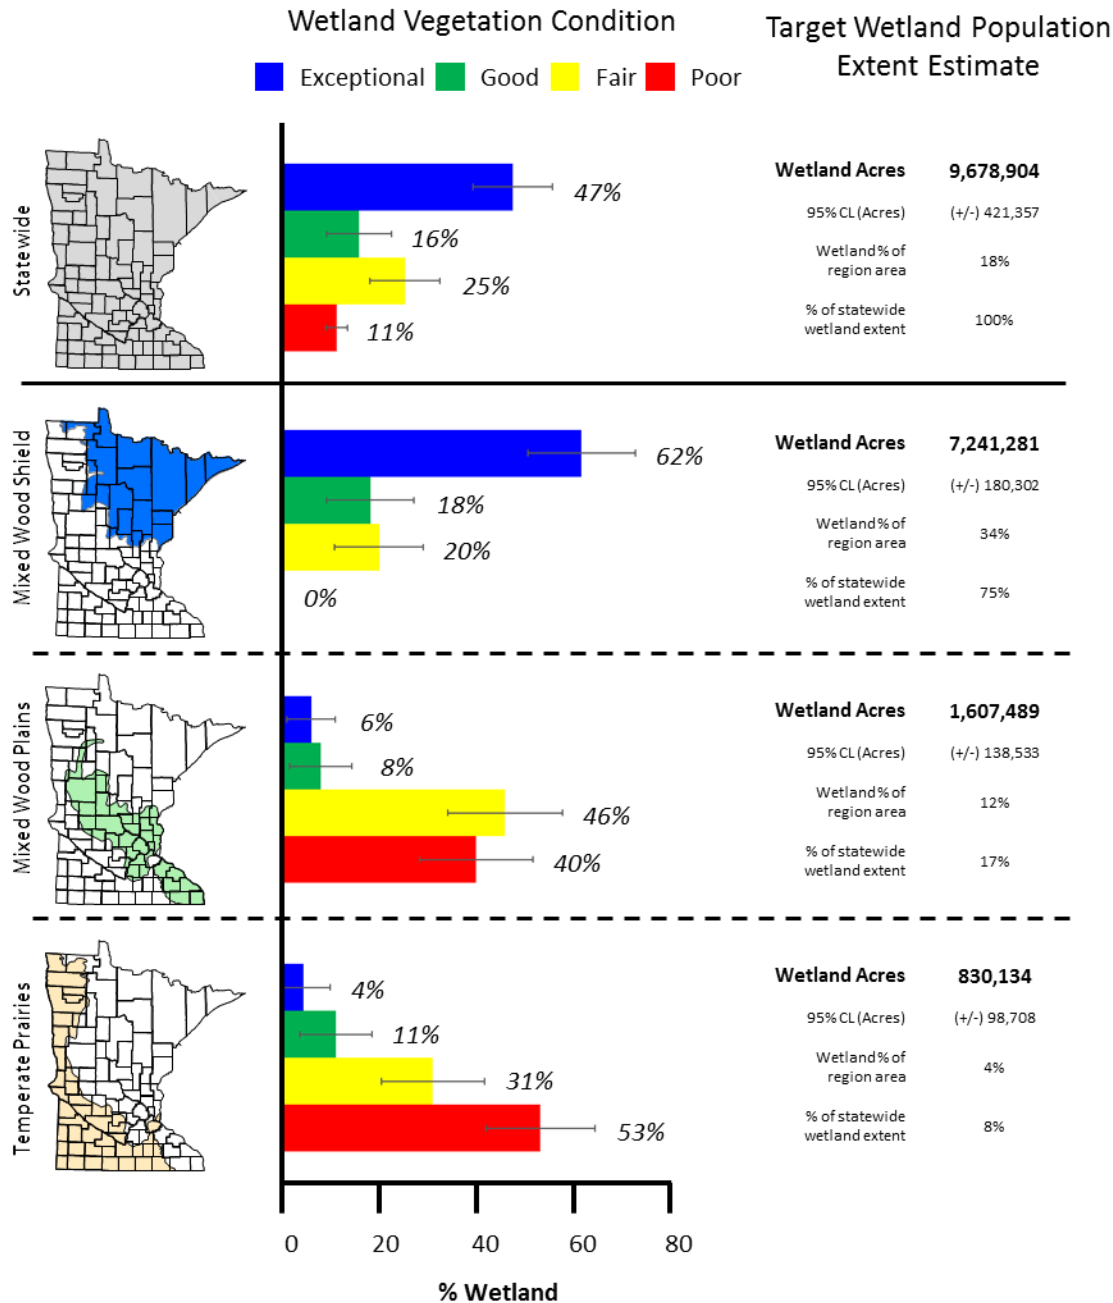 Wetland Vegetation Condition
Target Wetland Population
Extent Estimate
Exceptional Good Fair Poor
Statewide
47%
16%
25%
11%
Wetland Acres 9,678,904
95% CL (Acres) (+/-) 421,357
Wetland % of
region area
18%
% of statewide
wetland extent
100%
Mixed Wood Shield
62%
18%
20%
0%
Wetland Acres 7,241,281
95% CL (Acres) (+/-) 180,302
Wetland % of
region area
34%
% of statewide
wetland extent
75%
Mixed Wood Plains
6%
8%
46%
40%
Wetland Acres 1,607,489
95% CL (Acres) (+/-) 138,533
Wetland % of
region area
12%
% of statewide
wetland extent
17%
Temperate Prairies
4%
11%
31%
53%
Wetland Acres 830,134
95% CL (Acres) (+/-) 98,708
Wetland % of
region area
4%
% of statewide
wetland extent
8%
0 20 40 60 80
% Wetland